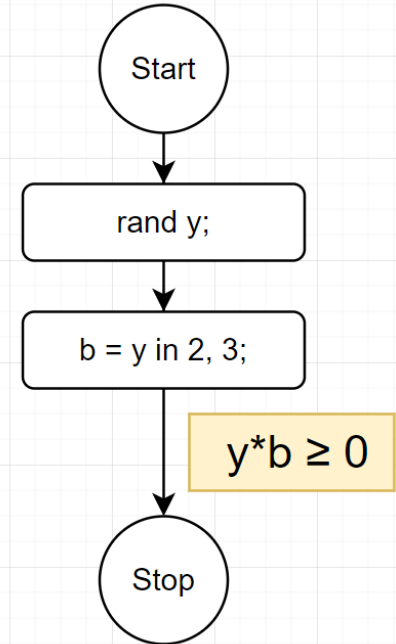 Start
rand y;
b = y in 2, 3;
y*b ≥ 0
Stop